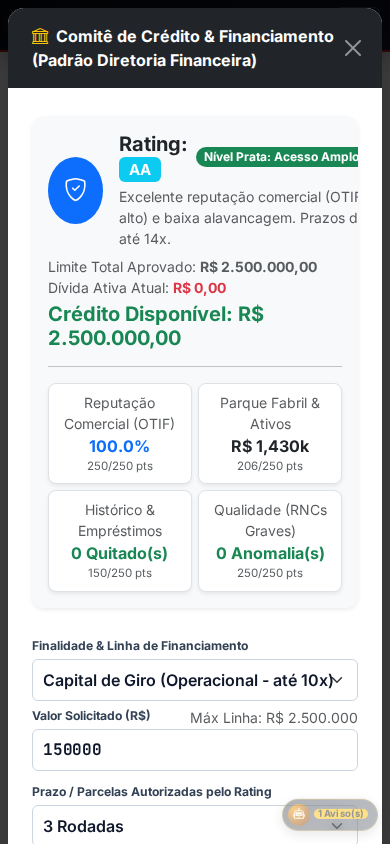 Comitê de Crédito & Financiamento
(Padrão Diretoria Financeira)
Rating:
AA
Nível Prata: Acesso Amplo
Excelente reputação comercial (OTIF
alto) e baixa alavancagem. Prazos d
até 14x.
Limite Total Aprovado: R$ 2.500.000,00
Dívida Ativa Atual: R$ 0,00
Crédito Disponível: R$
2.500.000,00
Reputação
Comercial (OTIF)
100.0%
250/250 pts
Parque Fabril &
Ativos
R$ 1,430k
206/250 pts
Histórico &
Empréstimos
0 Quitado(s)
150/250 pts
Qualidade (RNCs
Graves)
0 Anomalia(s)
250/250 pts
Finalidade & Linha de Financiamento
Capital de Giro (Operacional - até 10x)
Valor Solicitado (R$)
Máx Linha: R$ 2.500.000
150000
Prazo / Parcelas Autorizadas pelo Rating
3 Rodadas
1 Aviso(s)